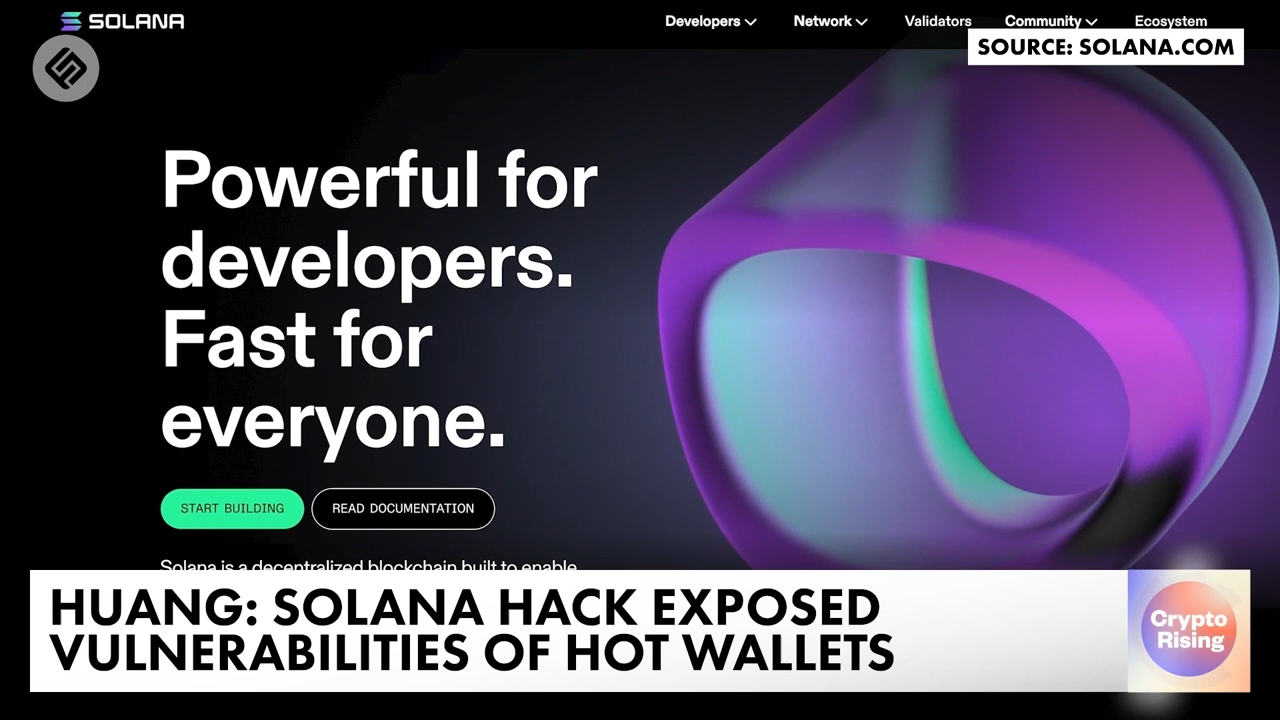 SOLANA
Developers Network Validators Community Ecosystem
SOURCE: SOLANA.COM
Powerful for
developers.
Fast for
everyone.
START BUILDING READ DOCUMENTATION
Solana is a decentralized blockchain built to enable
HUANG: SOLANA HACK EXPOSED
VULNERABILITIES OF HOT WALLETS
Crypto
Rising